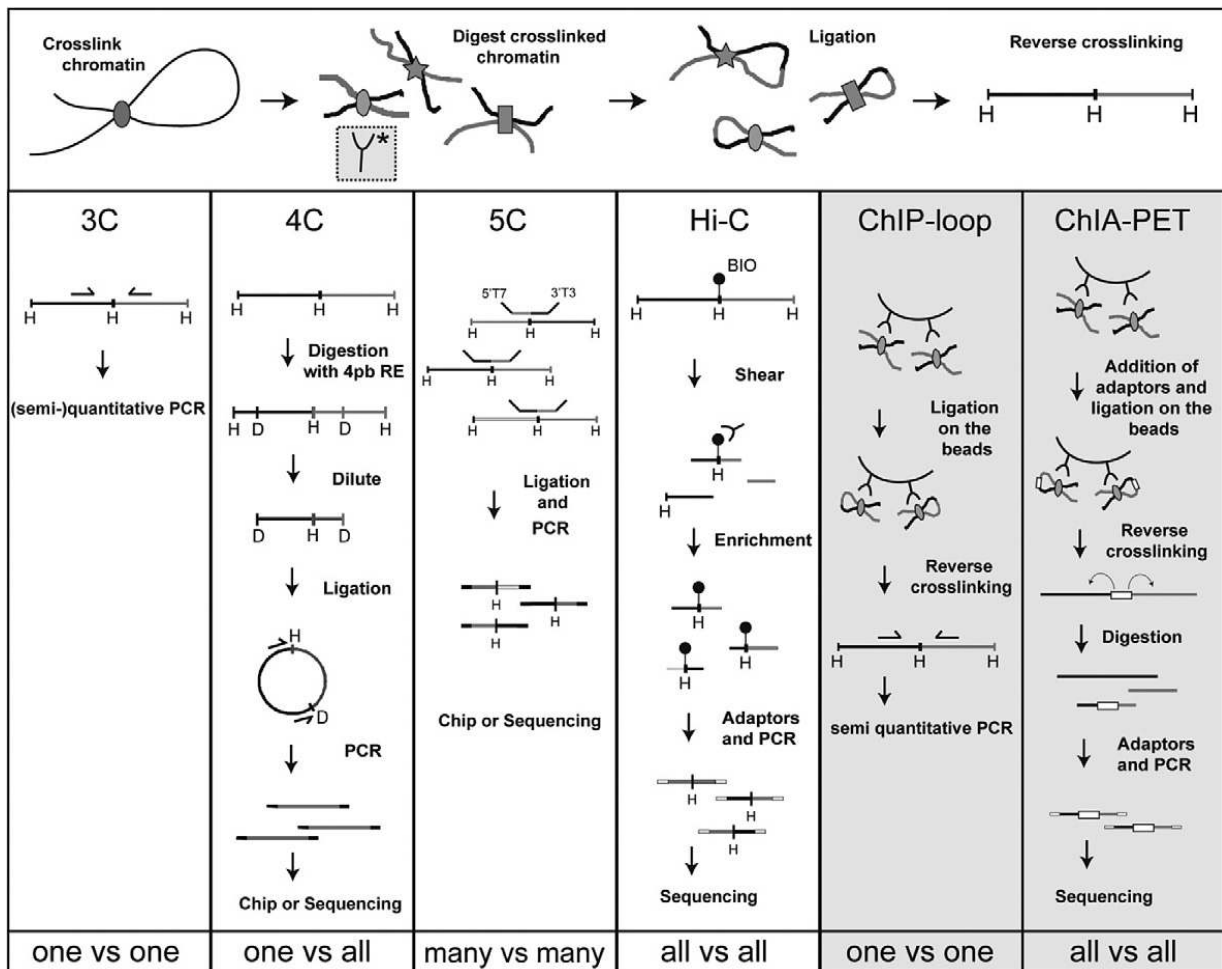 Crosslink
chromatin
Digest crosslinked
chromatin
*
Ligation
Reverse crosslinking
H H H
3C
H H H
(semi-)quantitative PCR
one vs one
4C
H H H
Digestion
with 4pb RE
H D H D H
Dilute
D H D
Ligation
H
D
PCR
Chip or Sequencing
one vs all
5C
5'T7 3'T3
H H H
H H H
H H H
Ligation
and
PCR
H
H
H
Chip or Sequencing
many vs many
Hi-C
BIO
H H H
Shear
H
H
Enrichment
H
H
H
Adaptors
and PCR
H
H
H
Sequencing
all vs all
ChIP-loop
Ligation
on the
beads
Reverse
crosslinking
H H H
semi quantitative PCR
one vs one
ChIA-PET
Addition of
adaptors and
ligation on the
beads
Reverse
crosslinking
Digestion
Adaptors
and PCR
Sequencing
all vs all